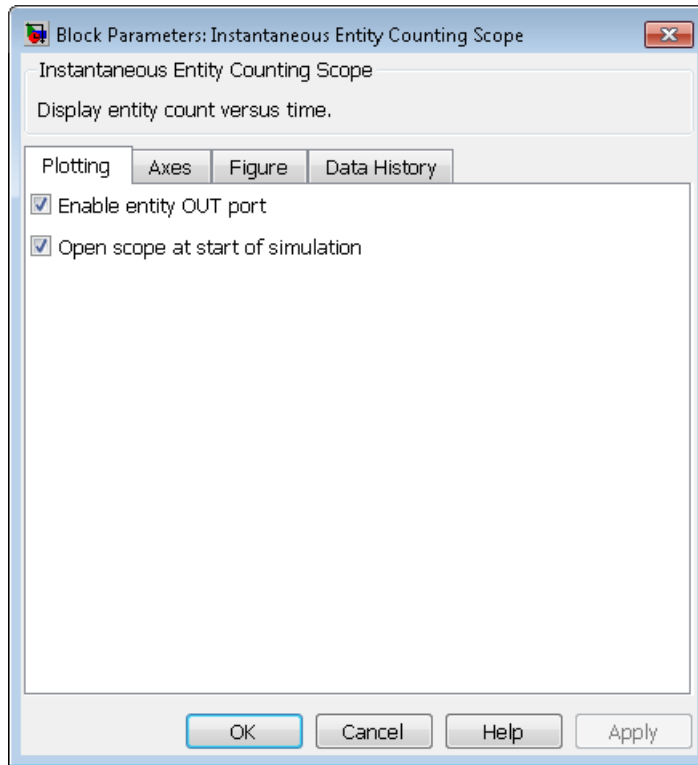 Block Parameters: Instantaneous Entity Counting Scope
Instantaneous Entity Counting Scope
Display entity count versus time.
Plotting Axes Figure Data History
Enable entity OUT port
Open scope at start of simulation
OK Cancel Help Apply